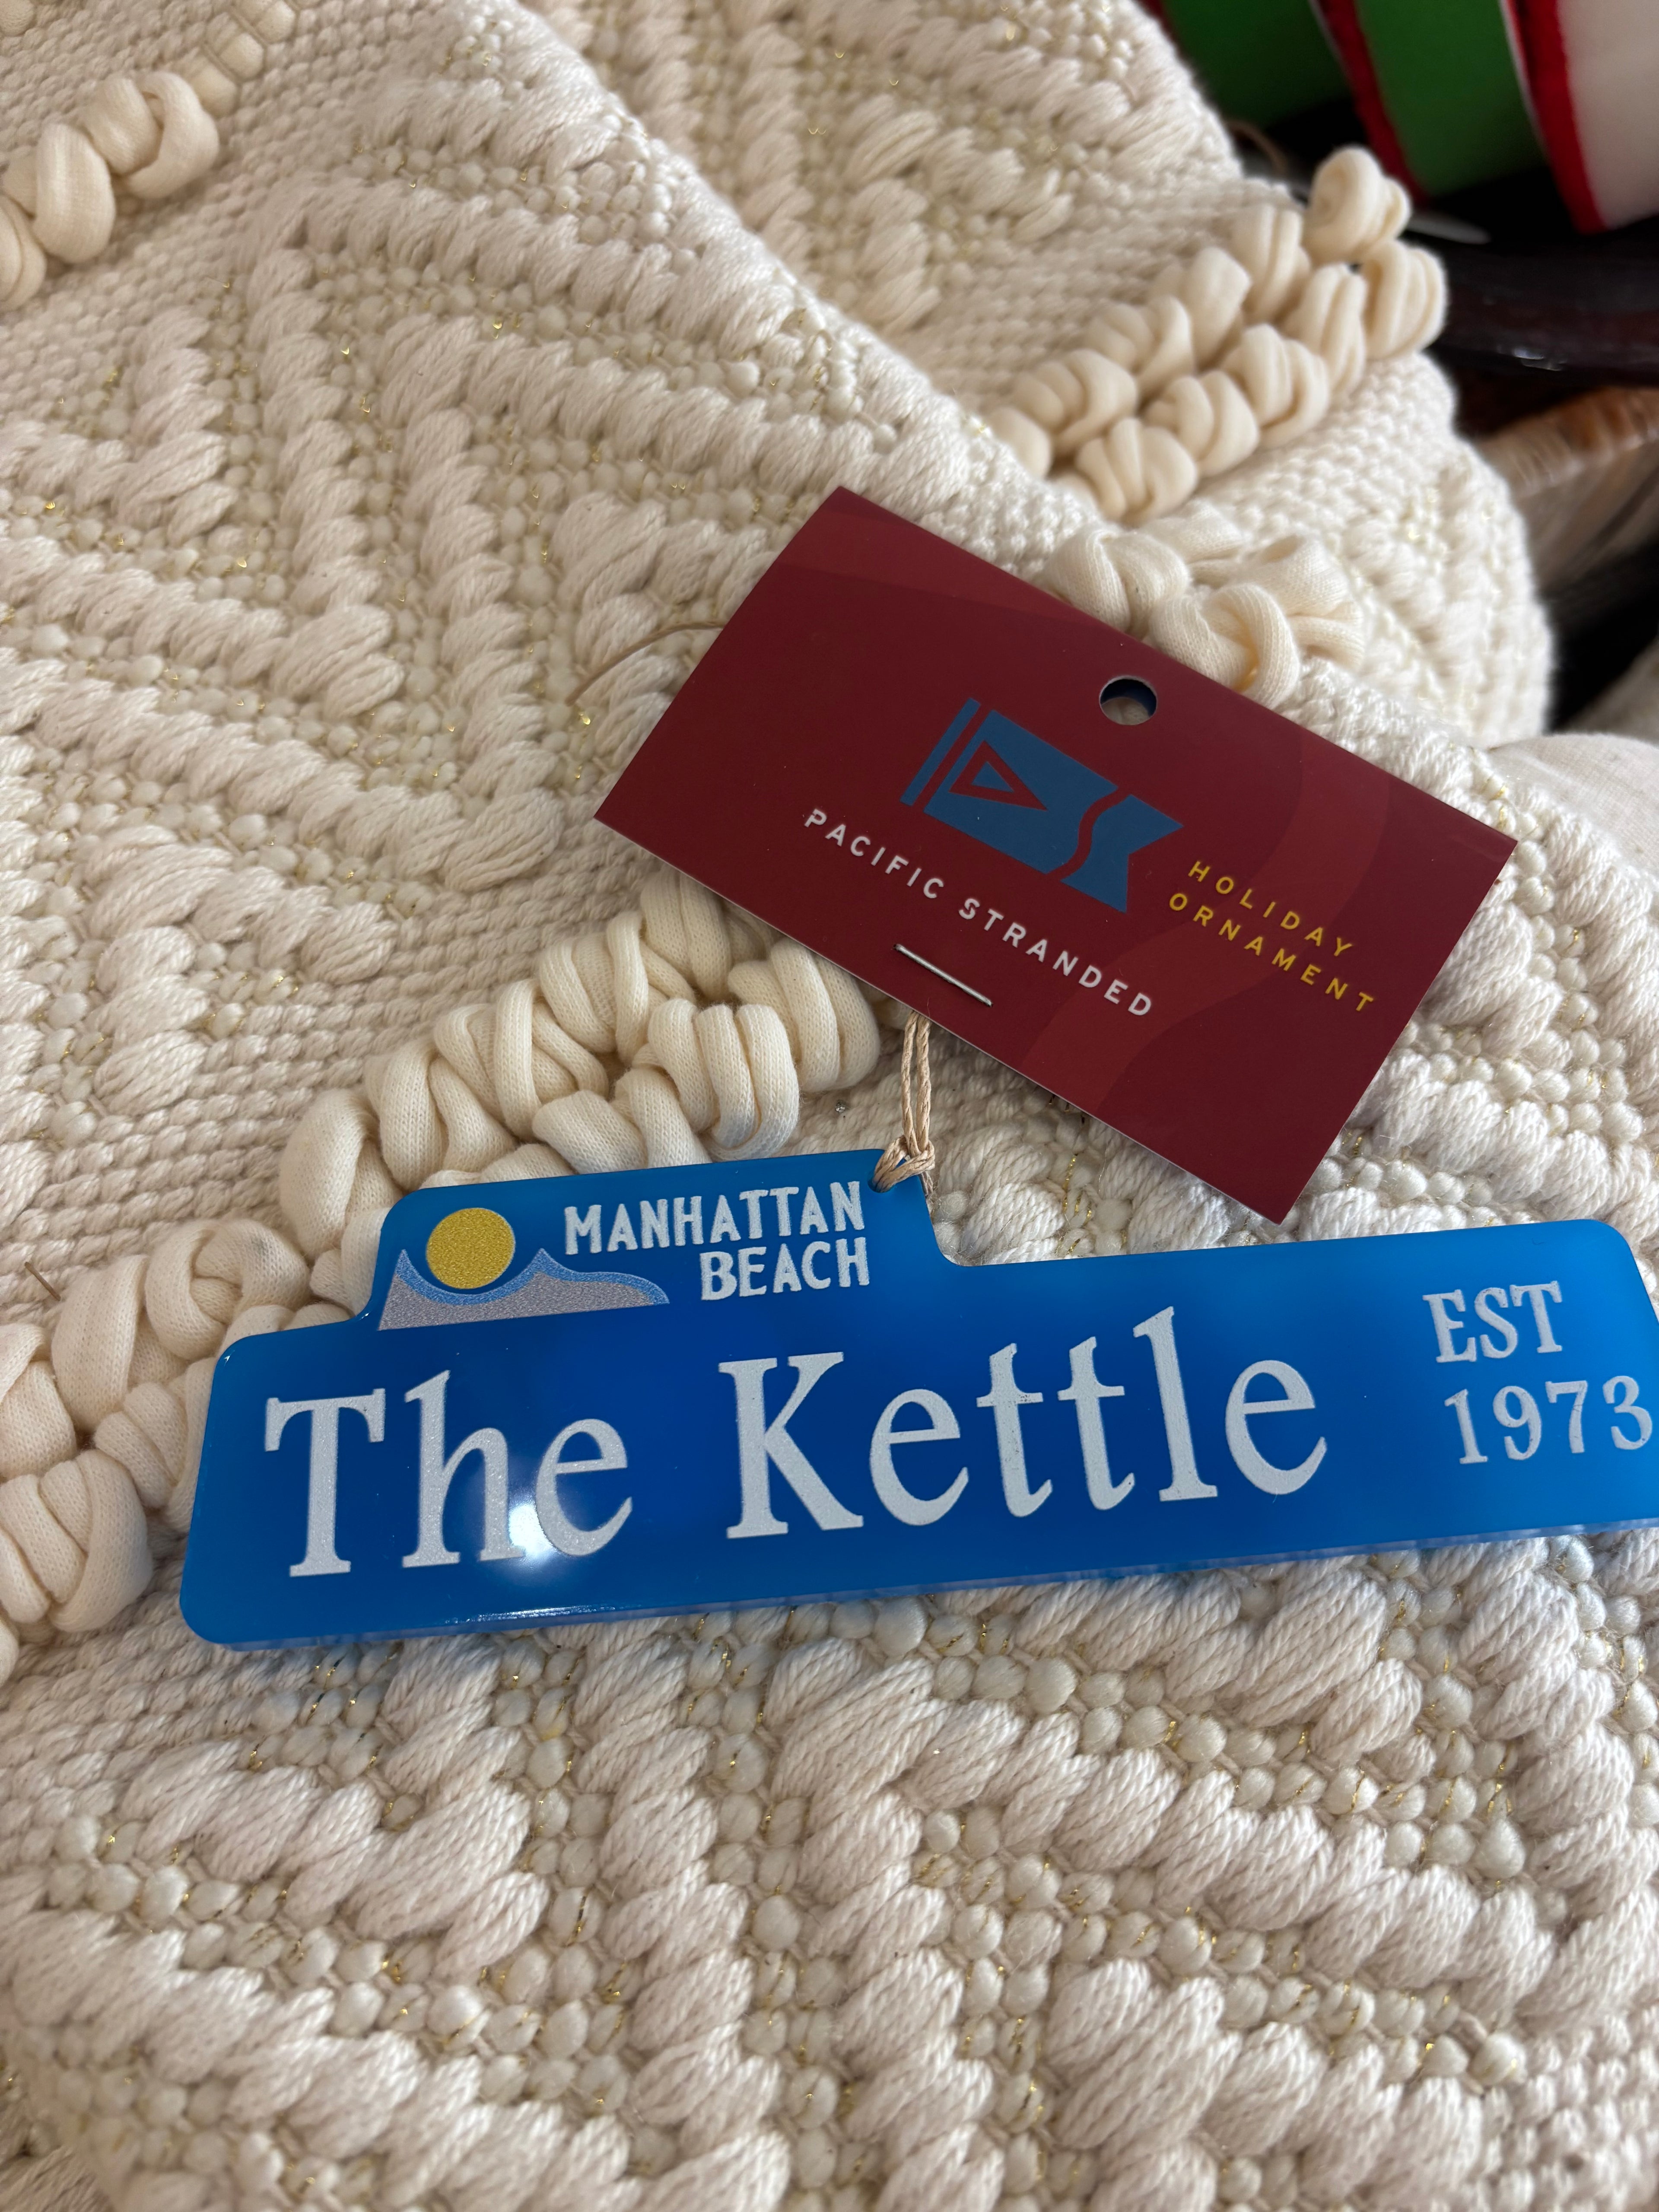 PACIFIC STRANDED
HOLIDAY
ORNAMENT
MANHATTAN
BEACH
The Kettle
EST
1973